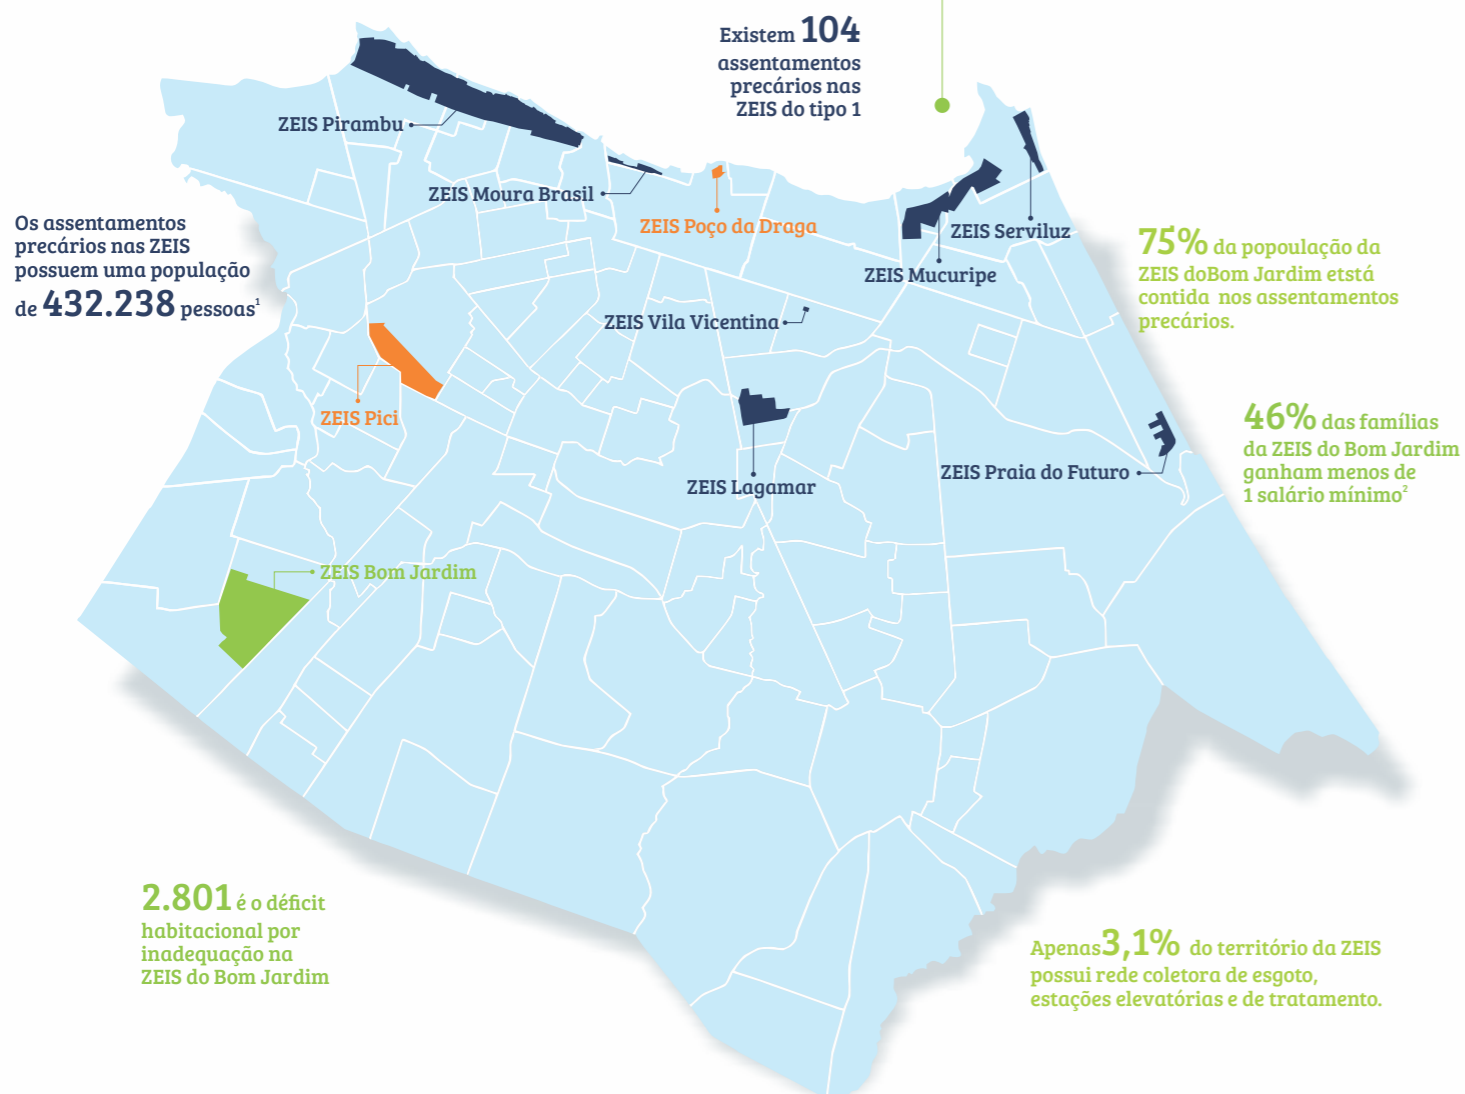 Existem 104
assentamentos
precários nas
ZEIS do tipo 1
ZEIS Pirambu
ZEIS Moura Brasil
Os assentamentos
precários nas ZEIS
possuem uma população
de 432.238 pessoas¹
ZEIS Poço da Draga
ZEIS Serviluz
ZEIS Mucuripe
75% da popoulação da
ZEIS doBom Jardim etstá
contida nos assentamentos
precários.
ZEIS Vila Vicentina
ZEIS Pici
46% das famílias
da ZEIS do Bom Jardim
ganham menos de
1 salário mínimo²
ZEIS Praia do Futuro
ZEIS Lagamar
ZEIS Bom Jardim
2.801 é o déficit
habitacional por
inadequação na
ZEIS do Bom Jardim
Apenas3,1% do território da ZEIS
possui rede coletora de esgoto,
estações elevatórias e de tratamento.